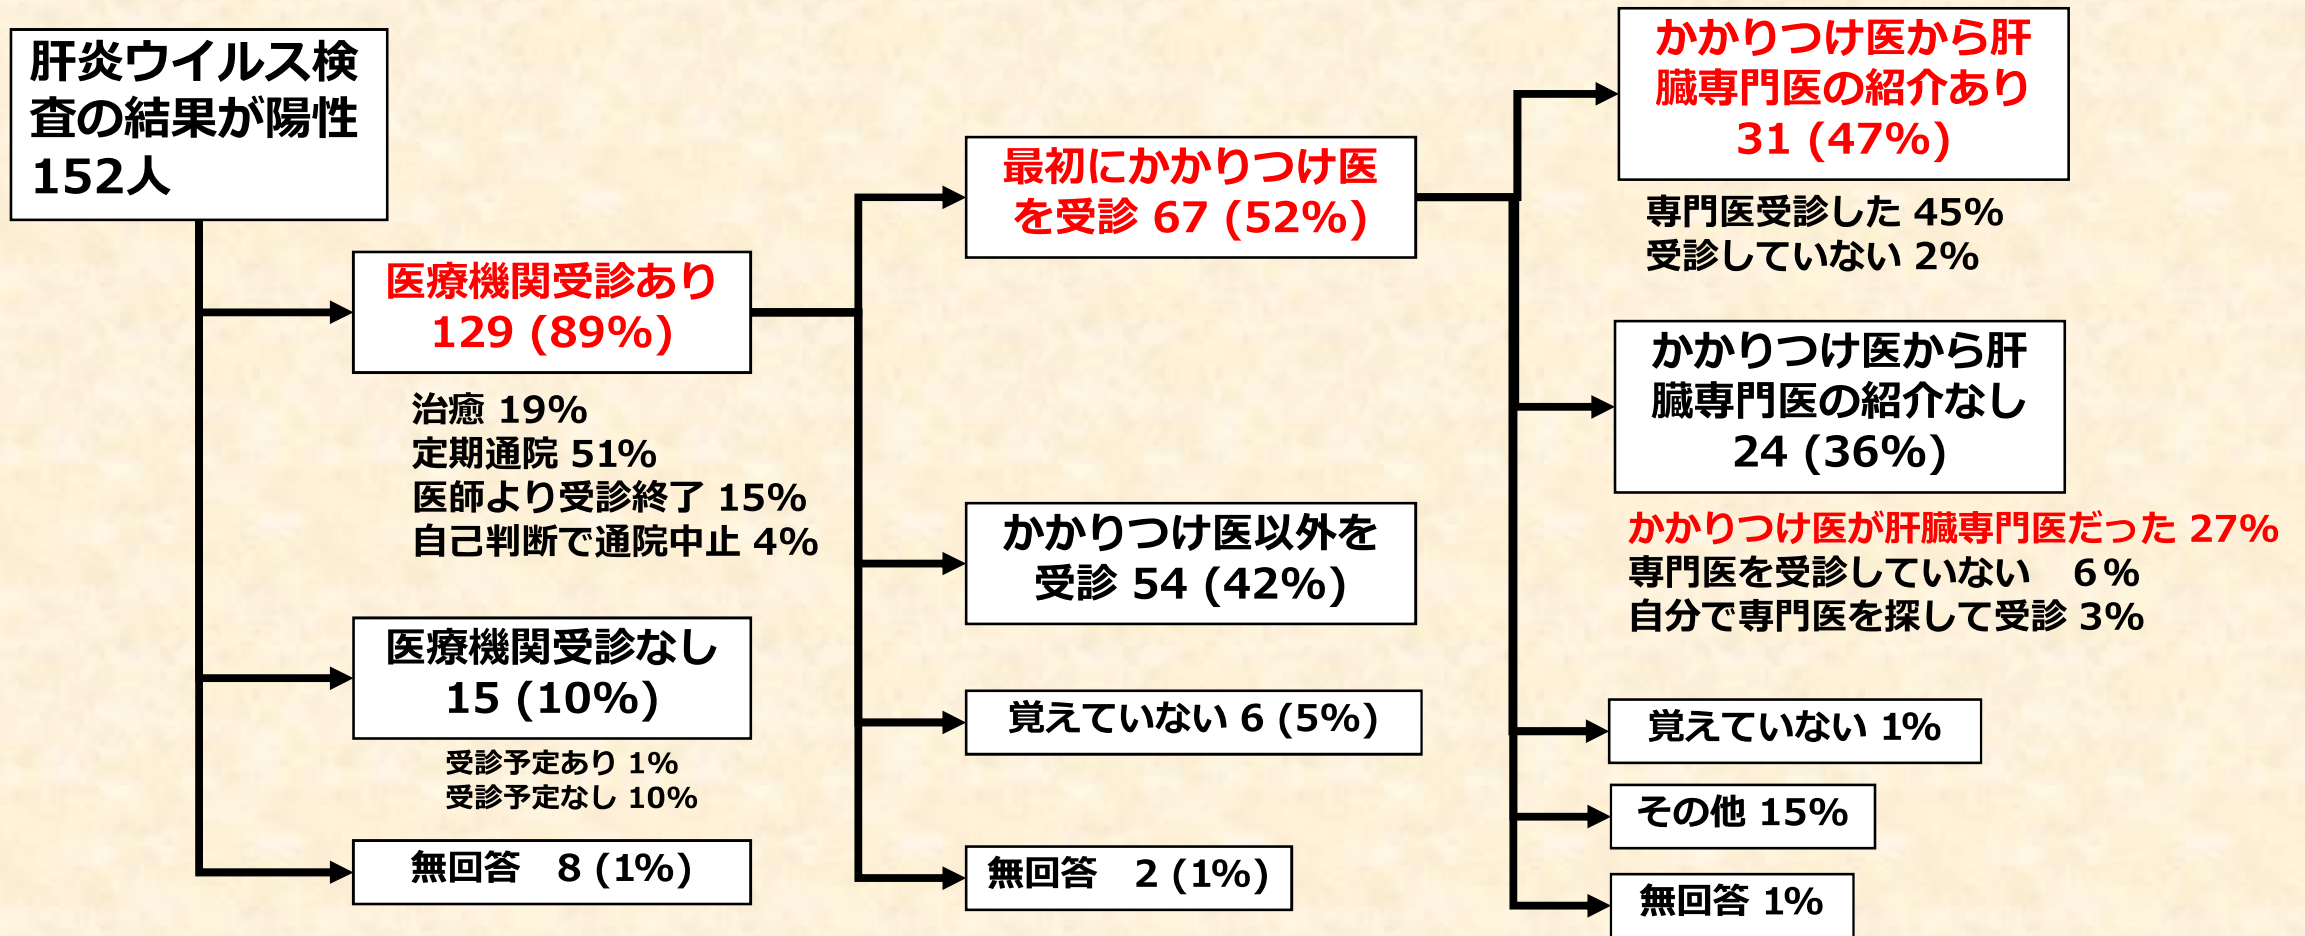 肝炎ウイルス検
査の結果が陽性
152人
医療機関受診あり
129 (89%)
治癒 19%
定期通院 51%
医師より受診終了 15%
自己判断で通院中止 4%
医療機関受診なし
15 (10%)
受診予定あり 1%
受診予定なし 10%
無回答　8 (1%)
最初にかかりつけ医
を受診 67 (52%)
かかりつけ医以外を
受診 54 (42%)
覚えていない 6 (5%)
無回答　2 (1%)
かかりつけ医から肝
臓専門医の紹介あり
31 (47%)
専門医受診した 45%
受診していない 2%
かかりつけ医から肝
臓専門医の紹介なし
24 (36%)
かかりつけ医が肝臓専門医だった 27%
専門医を受診していない　６％
自分で専門医を探して受診 3%
覚えていない 1%
その他 15%
無回答 1%